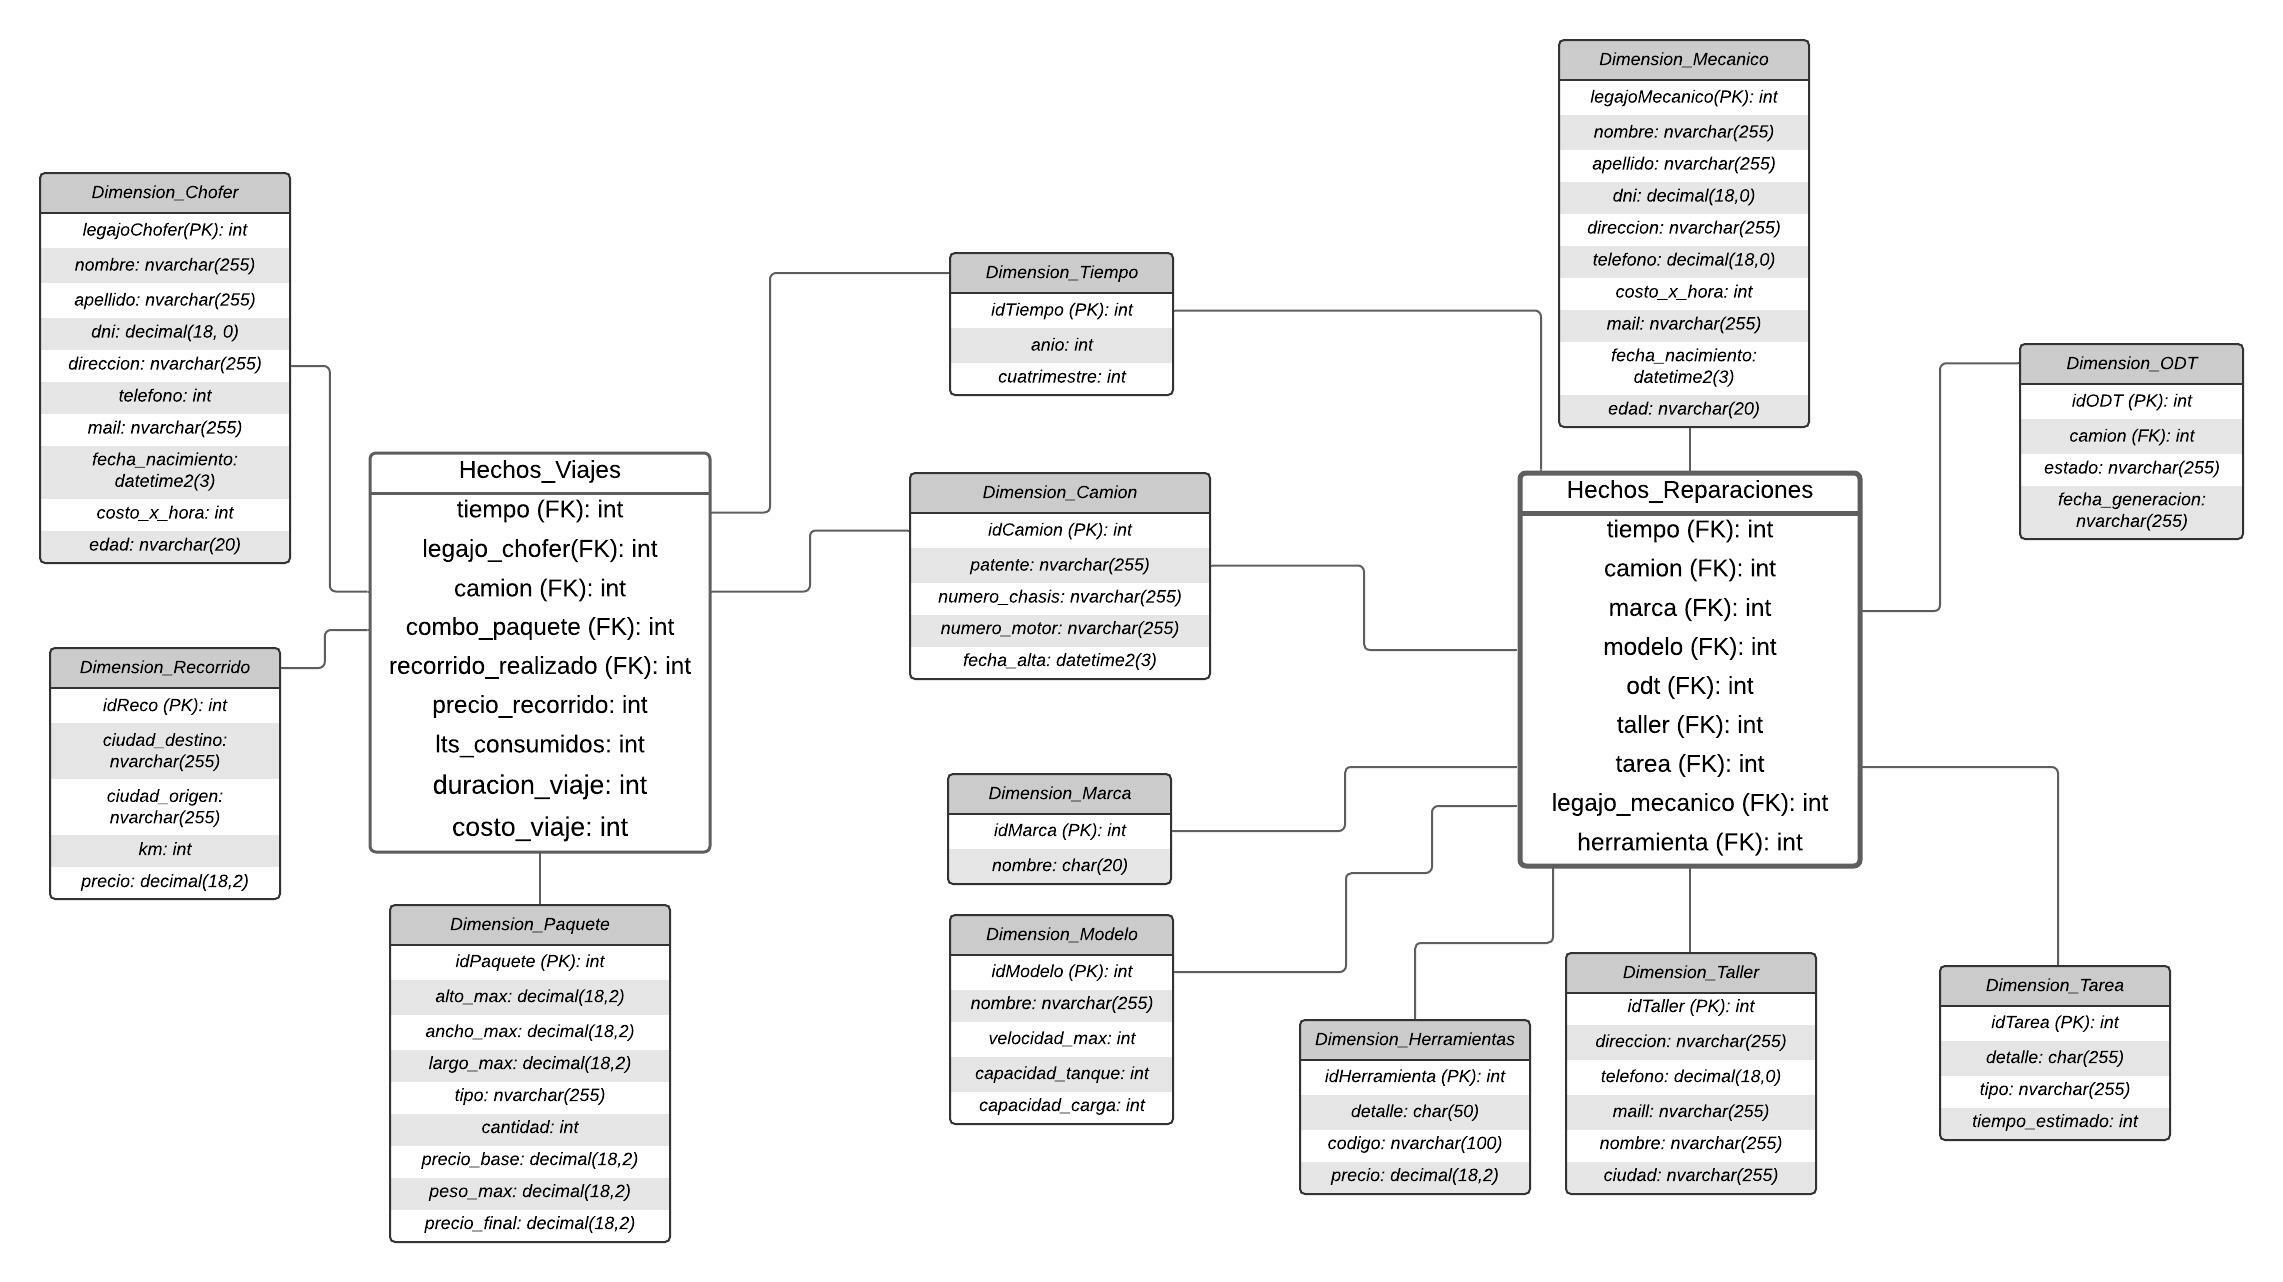 Dimension_Mecanico
legajoMecanico(PK): int
nombre: nvarchar(255)
apellido: nvarchar(255)
dni: decimal(18,0)
direccion: nvarchar(255)
telefono: decimal(18,0)
costo_x_hora: int
mail: nvarchar(255)
fecha_nacimiento:
datetime2(3)
edad: nvarchar(20)
Dimension_Chofer
legajoChofer(PK): int
nombre: nvarchar(255)
apellido: nvarchar(255)
dni: decimal(18, 0)
direccion: nvarchar(255)
telefono: int
mail: nvarchar(255)
fecha_nacimiento:
datetime2(3)
costo_x_hora: int
edad: nvarchar(20)
Dimension_Tiempo
idTiempo (PK): int
anio: int
cuatrimestre: int
Dimension_ODT
idODT (PK): int
camion (FK): int
estado: nvarchar(255)
fecha_generacion:
nvarchar(255)
Hechos_Viajes
tiempo (FK): int
legajo_chofer(FK): int
camion (FK): int
combo_paquete (FK): int
recorrido_realizado (FK): int
precio_recorrido: int
lts_consumidos: int
duracion_viaje: int
costo_viaje: int
Dimension_Camion
idCamion (PK): int
patente: nvarchar(255)
numero_chasis: nvarchar(255)
numero_motor: nvarchar(255)
fecha_alta: datetime2(3)
Hechos_Reparaciones
tiempo (FK): int
camion (FK): int
marca (FK): int
modelo (FK): int
odt (FK): int
taller (FK): int
tarea (FK): int
legajo_mecanico (FK): int
herramienta (FK): int
Dimension_Recorrido
idReco (PK): int
ciudad_destino:
nvarchar(255)
ciudad_origen:
nvarchar(255)
km: int
precio: decimal(18,2)
Dimension_Marca
idMarca (PK): int
nombre: char(20)
Dimension_Paquete
idPaquete (PK): int
alto_max: decimal(18,2)
ancho_max: decimal(18,2)
largo_max: decimal(18,2)
tipo: nvarchar(255)
cantidad: int
precio_base: decimal(18,2)
peso_max: decimal(18,2)
precio_final: decimal(18,2)
Dimension_Modelo
idModelo (PK): int
nombre: nvarchar(255)
velocidad_max: int
capacidad_tanque: int
capacidad_carga: int
Dimension_Herramientas
idHerramienta (PK): int
detalle: char(50)
codigo: nvarchar(100)
precio: decimal(18,2)
Dimension_Taller
idTaller (PK): int
direccion: nvarchar(255)
telefono: decimal(18,0)
maill: nvarchar(255)
nombre: nvarchar(255)
ciudad: nvarchar(255)
Dimension_Tarea
idTarea (PK): int
detalle: char(255)
tipo: nvarchar(255)
tiempo_estimado: int